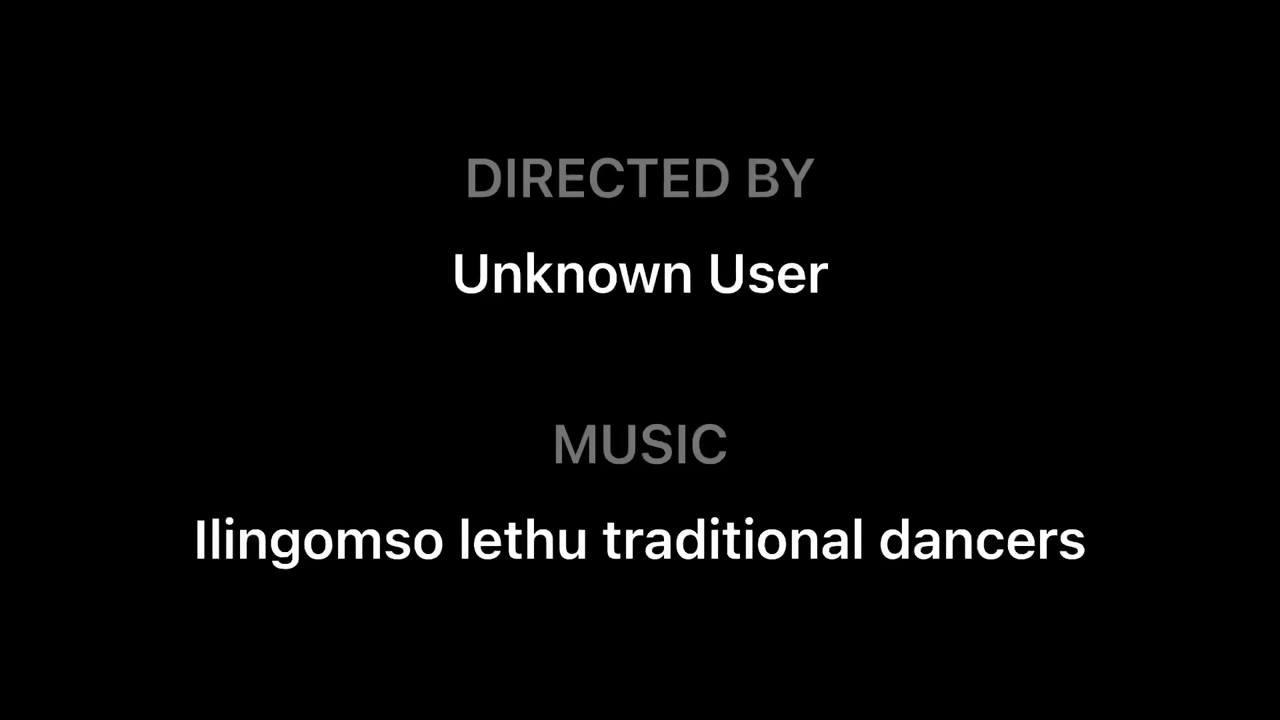 DIRECTED BY
Unknown User
MUSIC
Ilingomso lethu traditional dancers